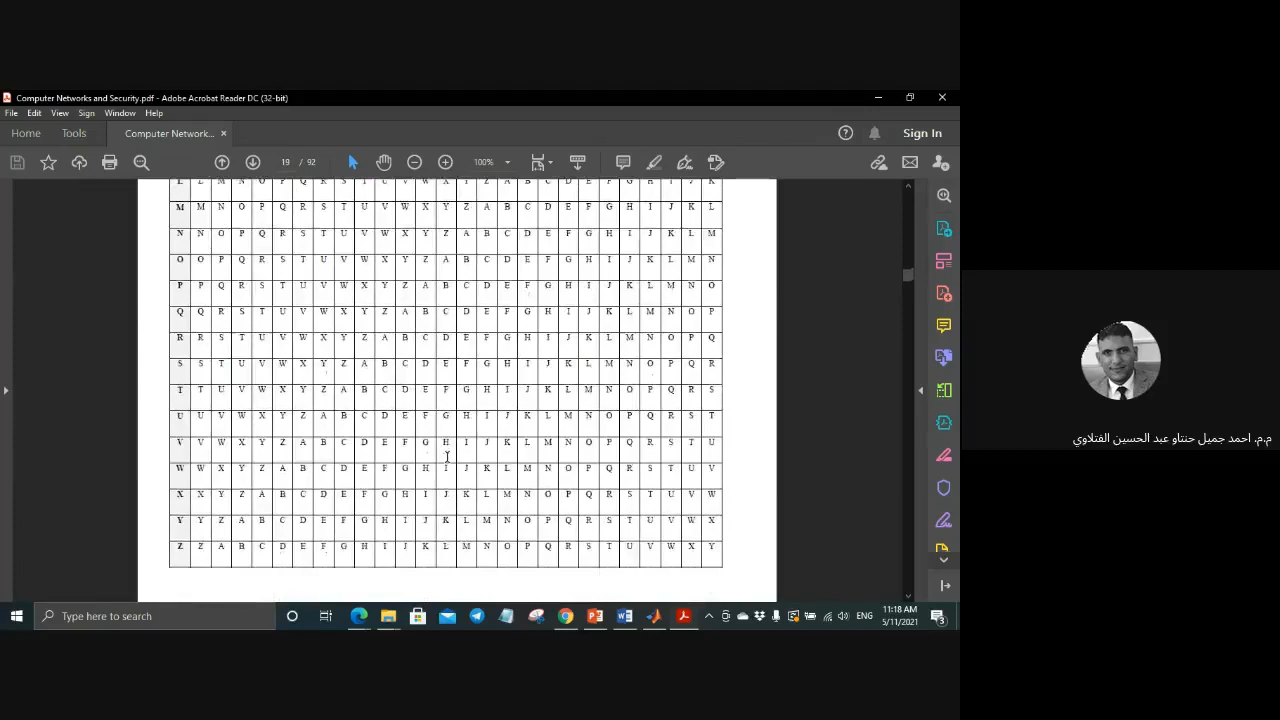 Computer Networks and Security.pdf - Adobe Acrobat Reader DC (32-bit)
File Edit View Sign Window Help
Home Tools Computer Network... × Sign In
19 / 92 100%
L L M N O P Q R S T U V W X Y Z A B C D E F G H I J K
M M N O P Q R S T U V W X Y Z A B C D E F G H I J K L
N N O P Q R S T U V W X Y Z A B C D E F G H I J K L M
O O P Q R S T U V W X Y Z A B C D E F G H I J K L M N
P P Q R S T U V W X Y Z A B C D E F G H I J K L M N O
Q Q R S T U V W X Y Z A B C D E F G H I J K L M N O P
R R S T U V W X Y Z A B C D E F G H I J K L M N O P Q
S S T U V W X Y Z A B C D E F G H I J K L M N O P Q R
T T U V W X Y Z A B C D E F G H I J K L M N O P Q R S
U U V W X Y Z A B C D E F G H I J K L M N O P Q R S T
V V W X Y Z A B C D E F G H I J K L M N O P Q R S T U
W W X Y Z A B C D E F G H I J K L M N O P Q R S T U V
X X Y Z A B C D E F G H I J K L M N O P Q R S T U V W
Y Y Z A B C D E F G H I J K L M N O P Q R S T U V W X
Z Z A B C D E F G H I J K L M N O P Q R S T U V W X Y
م.م. احمد جميل حنتاو عبد الحسين الفتلاوي
Type here to search
ENG
11:18 AM
5/11/2021
3